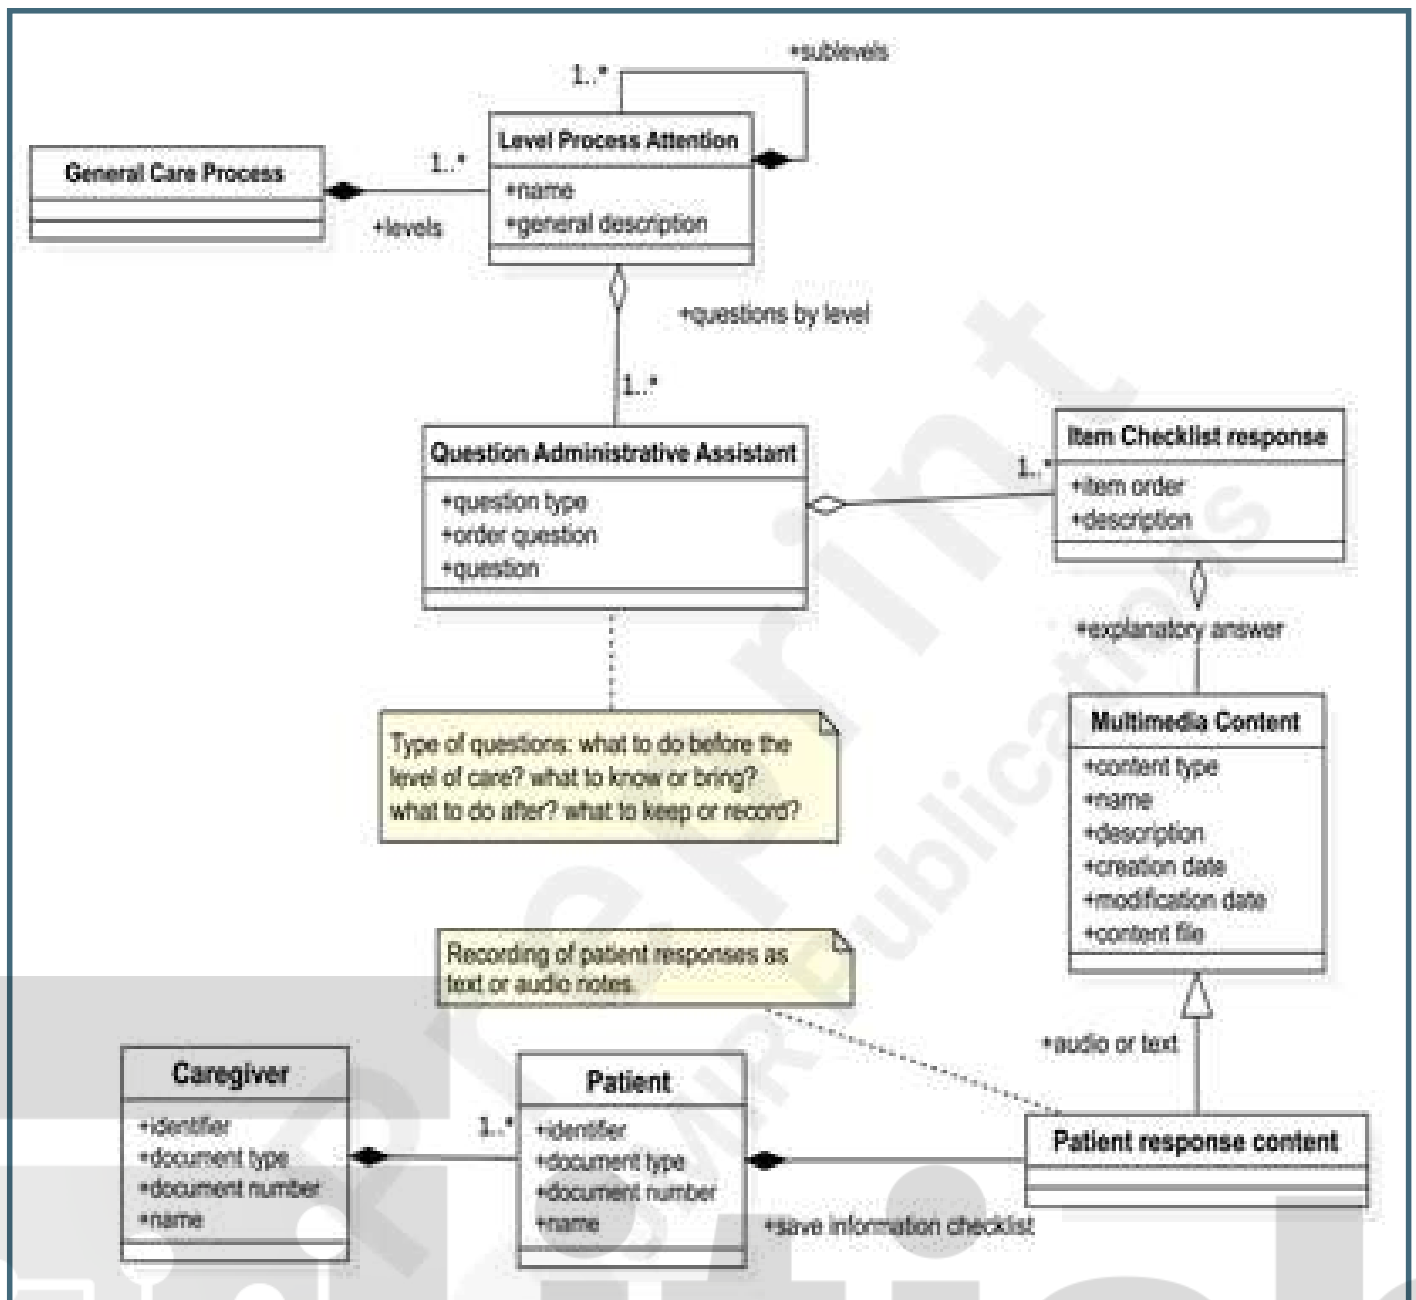 +sublevels
1..*
Level Process Attention
+name
+general description
General Care Process
1..*
+levels
+questions by level
1..*
Question Administrative Assistant
+question type
+order question
+question
1..*
Item Checklist response
+item order
+description
+explanatory answer
Type of questions: what to do before the
level of care? what to know or bring?
what to do after? what to keep or record?
Multimedia Content
+content type
+name
+description
+creation date
+modification date
+content file
Recording of patient responses as
text or audio notes.
+audio or text
Caregiver
+identifier
+document type
+document number
+name
1..*
Patient
+identifier
+document type
+document number
+name
+save information checklist
Patient response content
Preprint
Publications